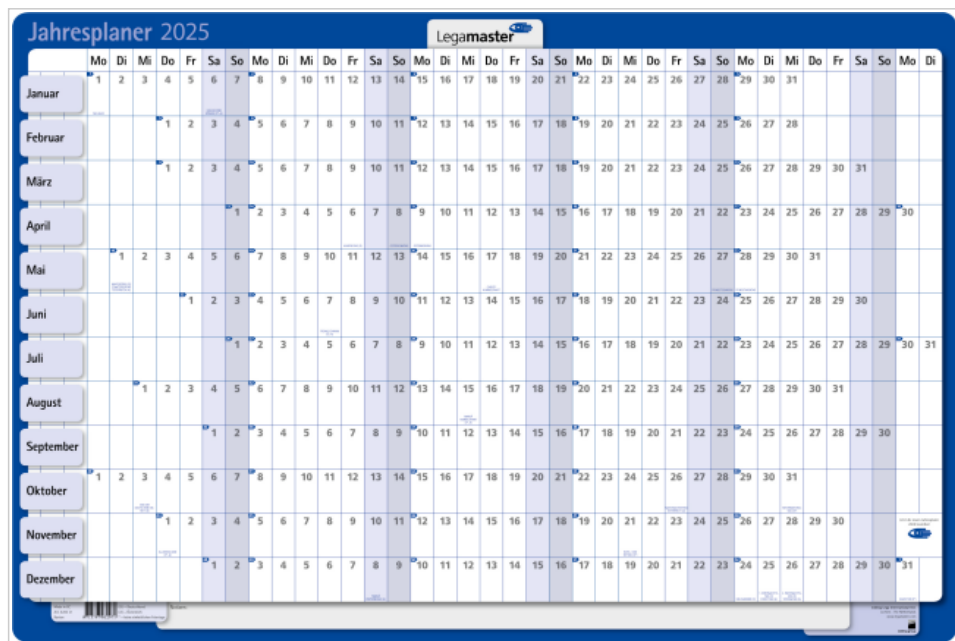 Jahresplaner 2025
Legamaster
Mo Di Mi Do Fr Sa So Mo Di Mi Do Fr Sa So Mo Di Mi Do Fr Sa So Mo Di Mi Do Fr Sa So Mo Di Mi Do Fr Sa So Mo Di
Januar 1 2 3 4 5 6 7 8 9 10 11 12 13 14 15 16 17 18 19 20 21 22 23 24 25 26 27 28 29 30 31
Februar 1 2 3 4 5 6 7 8 9 10 11 12 13 14 15 16 17 18 19 20 21 22 23 24 25 26 27 28
März 1 2 3 4 5 6 7 8 9 10 11 12 13 14 15 16 17 18 19 20 21 22 23 24 25 26 27 28 29 30 31
April 1 2 3 4 5 6 7 8 9 10 11 12 13 14 15 16 17 18 19 20 21 22 23 24 25 26 27 28 29 30
Mai 1 2 3 4 5 6 7 8 9 10 11 12 13 14 15 16 17 18 19 20 21 22 23 24 25 26 27 28 29 30 31
Juni 1 2 3 4 5 6 7 8 9 10 11 12 13 14 15 16 17 18 19 20 21 22 23 24 25 26 27 28 29 30
Juli 1 2 3 4 5 6 7 8 9 10 11 12 13 14 15 16 17 18 19 20 21 22 23 24 25 26 27 28 29 30 31
August 1 2 3 4 5 6 7 8 9 10 11 12 13 14 15 16 17 18 19 20 21 22 23 24 25 26 27 28 29 30 31
September 1 2 3 4 5 6 7 8 9 10 11 12 13 14 15 16 17 18 19 20 21 22 23 24 25 26 27 28 29 30
Oktober 1 2 3 4 5 6 7 8 9 10 11 12 13 14 15 16 17 18 19 20 21 22 23 24 25 26 27 28 29 30 31
November 1 2 3 4 5 6 7 8 9 10 11 12 13 14 15 16 17 18 19 20 21 22 23 24 25 26 27 28 29 30
Dezember 1 2 3 4 5 6 7 8 9 10 11 12 13 14 15 16 17 18 19 20 21 22 23 24 25 26 27 28 29 30 31